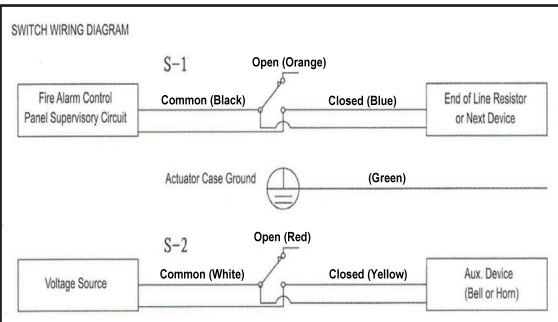 SWITCH WIRING DIAGRAM
S-1
Open (Orange)
Fire Alarm Control
Panel Supervisory Circuit
Common (Black)
Closed (Blue)
End of Line Resistor
or Next Device
Actuator Case Ground
(Green)
S-2
Open (Red)
Voltage Source
Common (White)
Closed (Yellow)
Aux. Device
(Bell or Horn)